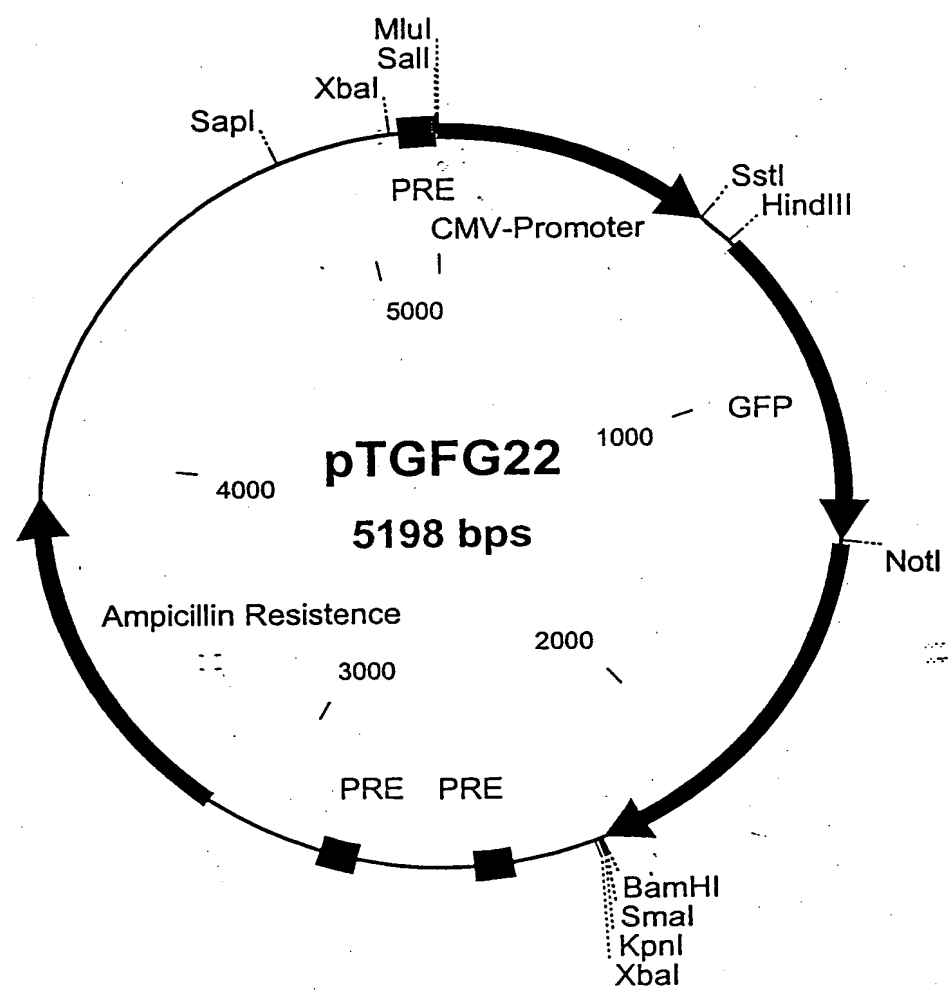 MluI
SalI
XbaI
SapI
SstI
HindIII
PRE
CMV-Promoter
5000
GFP
1000
pTGFG22
4000
5198 bps
NotI
Ampicillin Resistence
2000
3000
PRE PRE
BamHI
SmaI
KpnI
XbaI